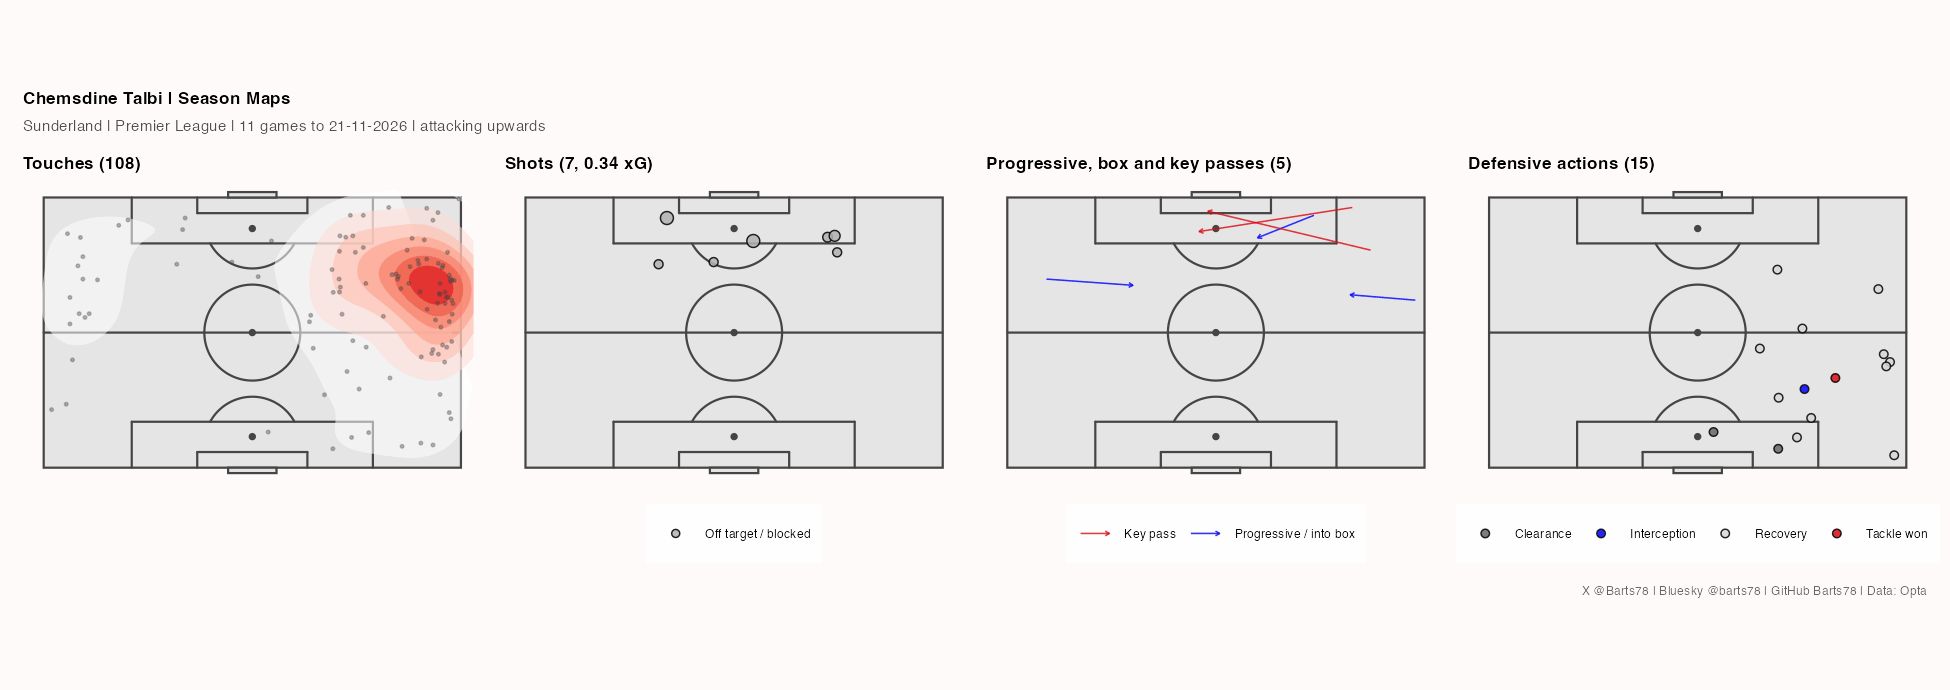 Chemsdine Talbi | Season Maps
Sunderland | Premier League | 11 games to 21-11-2026 | attacking upwards
Touches (108)
Shots (7, 0.34 xG)
Progressive, box and key passes (5)
Defensive actions (15)
Off target / blocked
Key pass
Progressive / into box
Clearance
Interception
Recovery
Tackle won
X @Barts78 | Bluesky @barts78 | GitHub Barts78 | Data: Opta